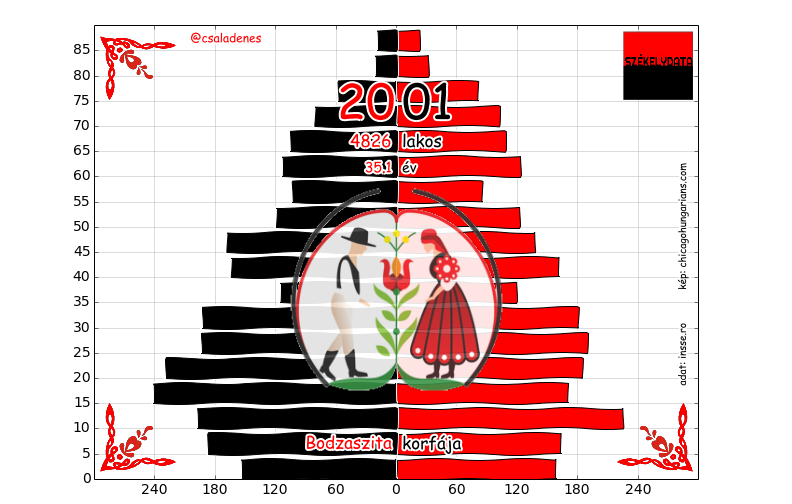 @csaladenes
SZÉKELYDATA
2001
4826 lakos
35.1 év
kép: chicagohungarians.com
adat: insse.ro
Bodzaszita korfája
85
80
75
70
65
60
55
50
45
40
35
30
25
20
15
10
5
0
240 180 120 60 0 60 120 180 240